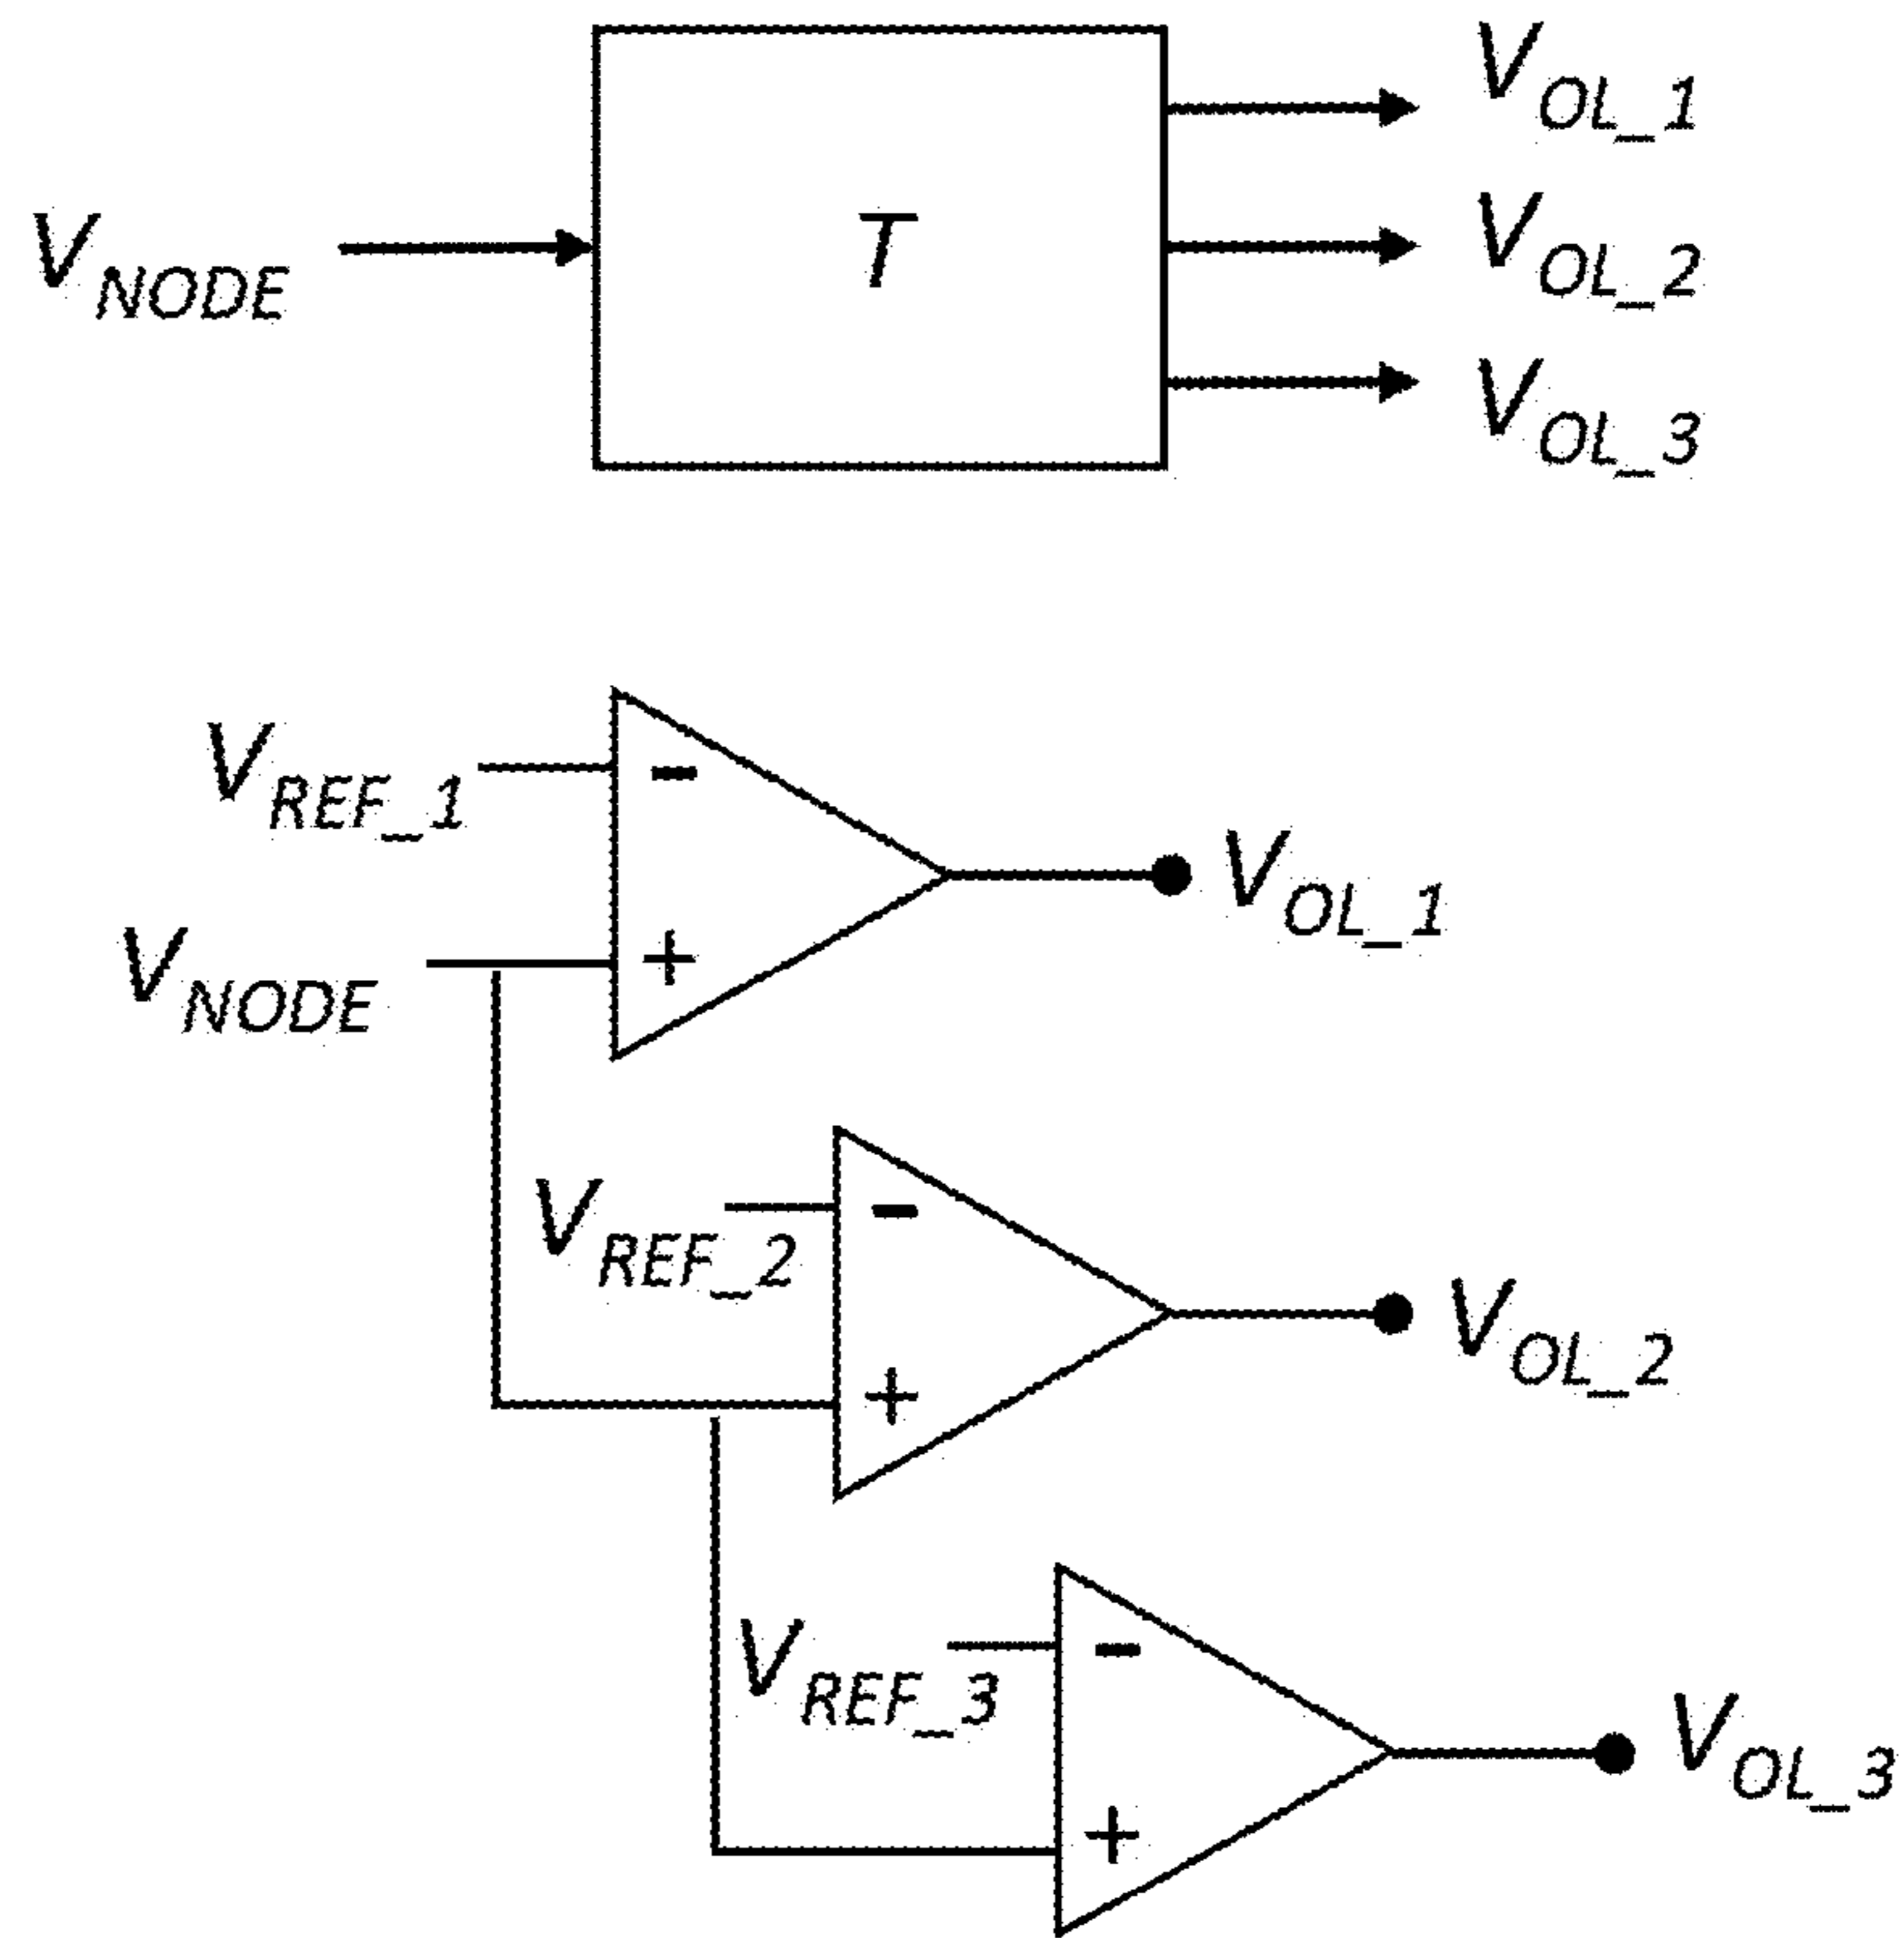 V_OL_1
V_NODE
T
V_OL_2
V_OL_3
V_REF_1
-
V_OL_1
V_NODE
+
V_REF_2
-
V_OL_2
+
V_REF_3
-
V_OL_3
+